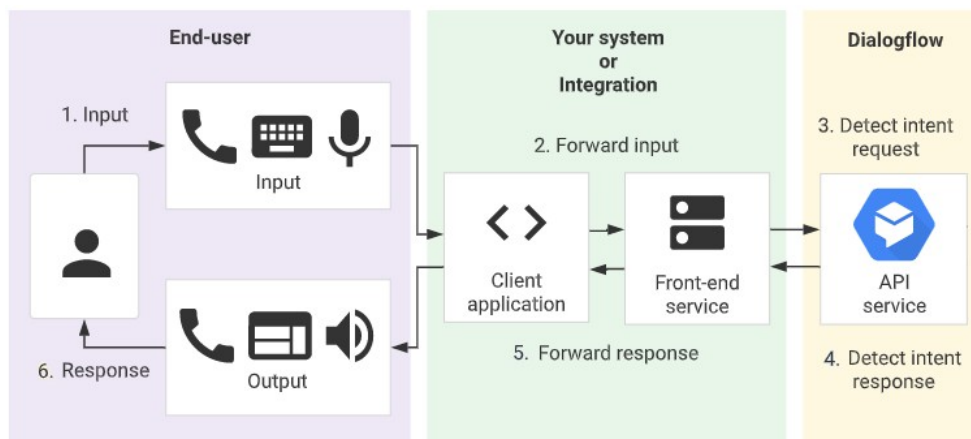 End-user
1. Input
Input
Output
6. Response
Your system
or
Integration
2. Forward input
Client
application
Front-end
service
5. Forward response
Dialogflow
3. Detect intent
request
API
service
4. Detect intent
response